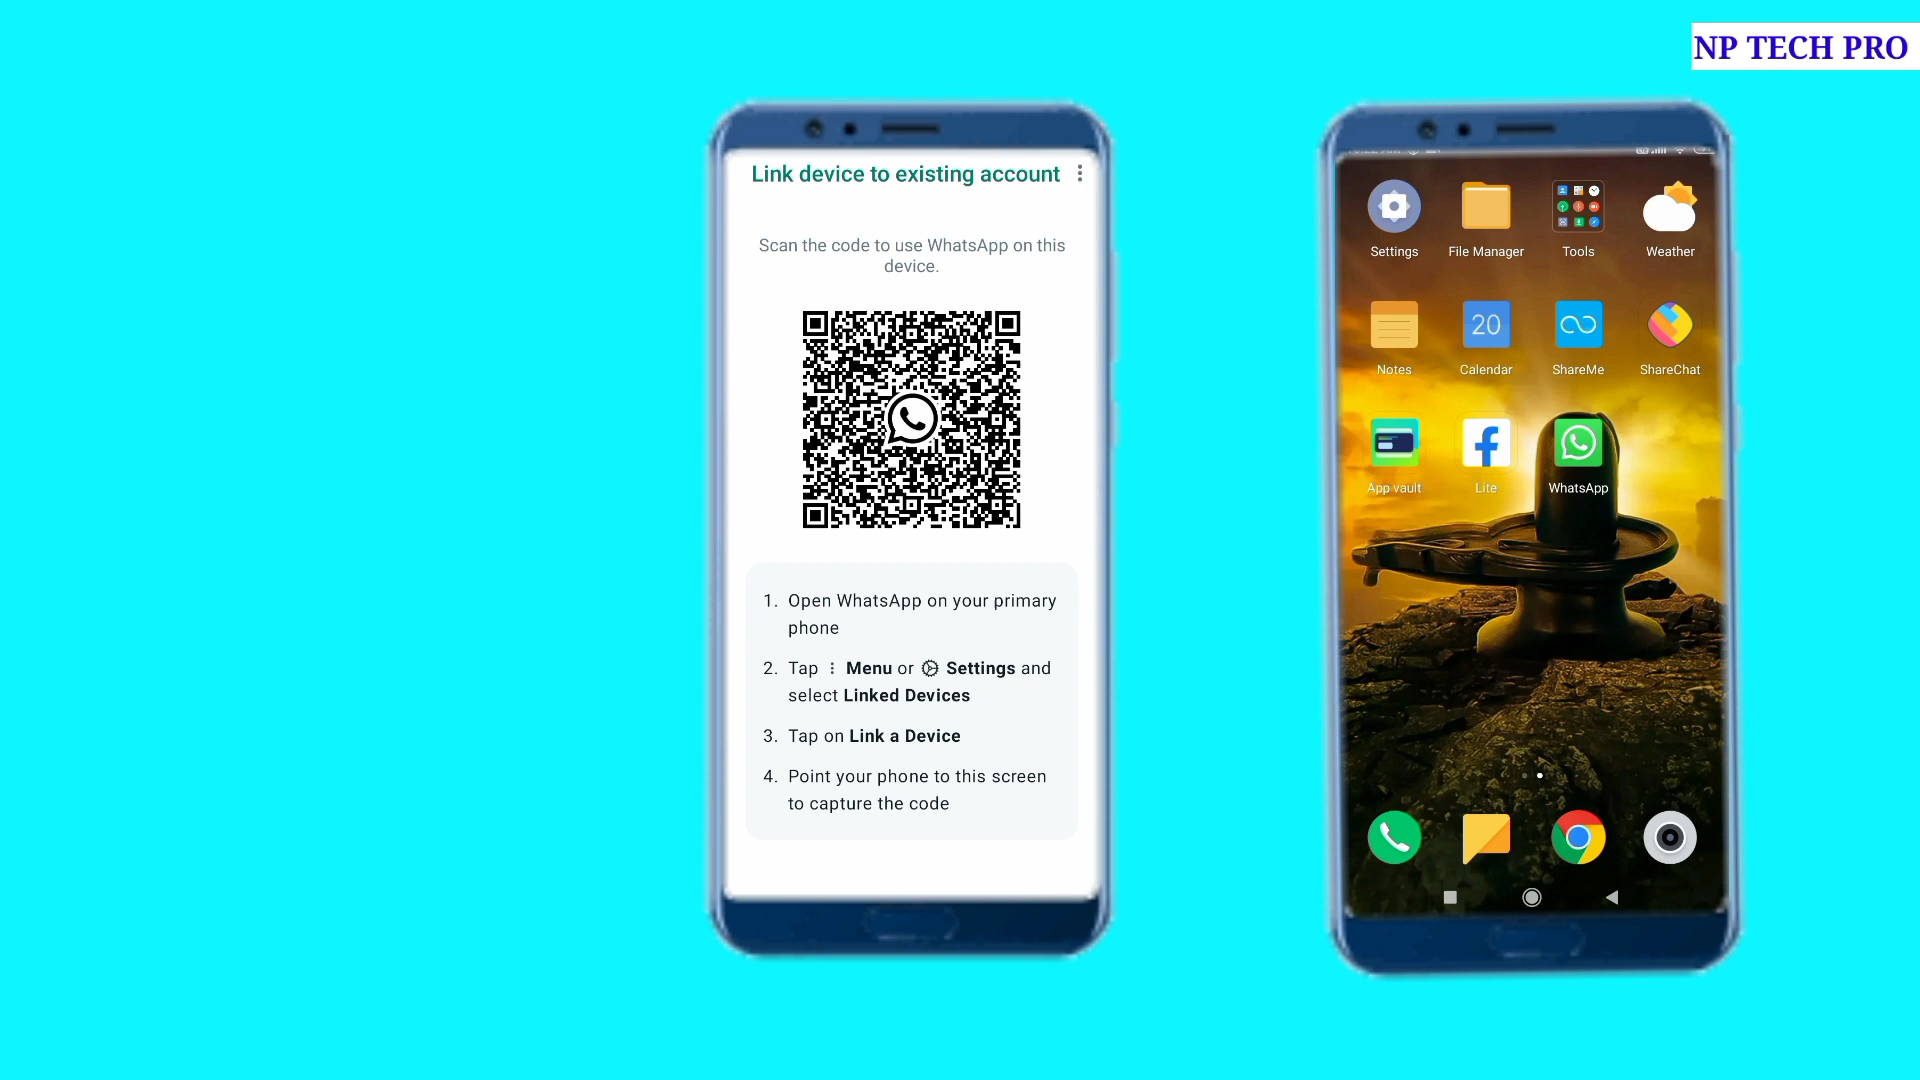 NP TECH PRO
Link device to existing account
Scan the code to use WhatsApp on this
device.
1. Open WhatsApp on your primary
phone
2. Tap Menu or Settings and
select Linked Devices
3. Tap on Link a Device
4. Point your phone to this screen
to capture the code
Settings File Manager Tools Weather
20
Notes Calendar ShareMe ShareChat
App vault Lite WhatsApp